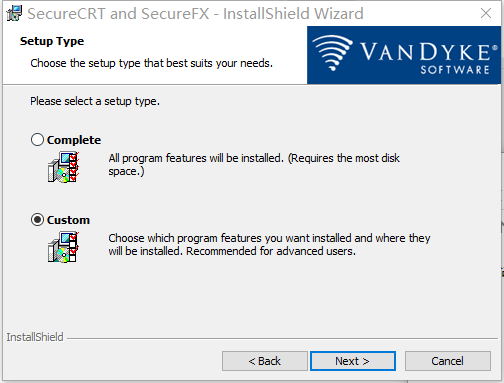 SecureCRT and SecureFX - InstallShield Wizard
Setup Type
Choose the setup type that best suits your needs.
VANDYKE®
SOFTWARE
Please select a setup type.
Complete
All program features will be installed. (Requires the most disk
space.)
Custom
Choose which program features you want installed and where they
will be installed. Recommended for advanced users.
InstallShield
< Back
Next >
Cancel